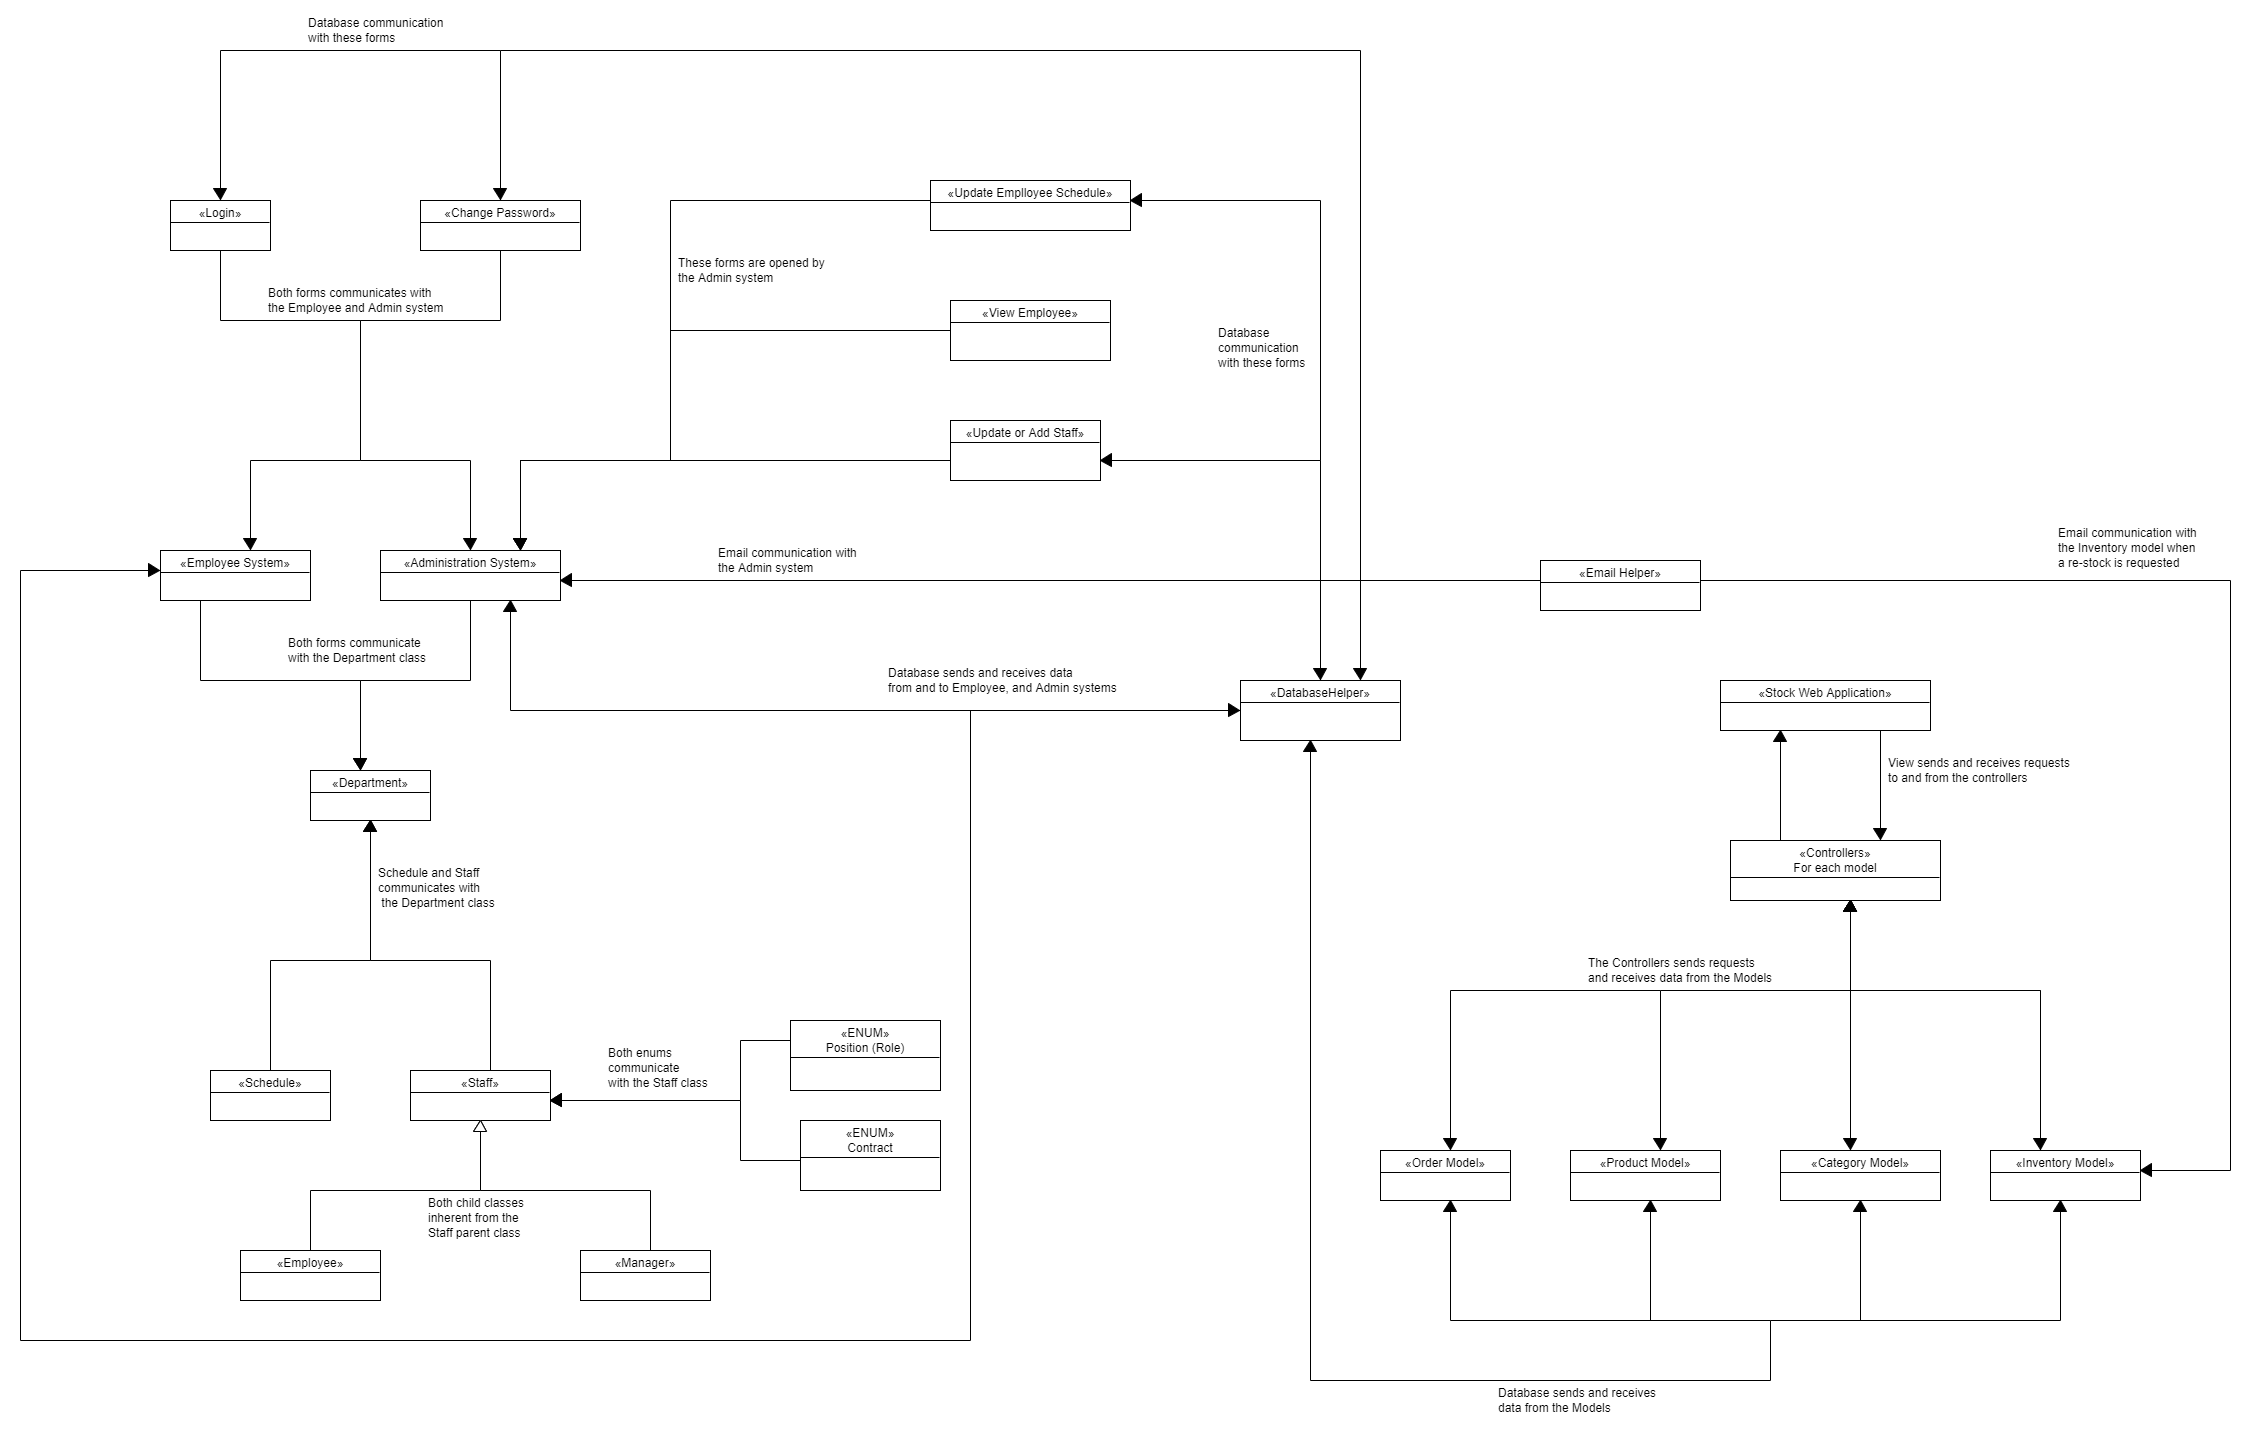 Database communication
with these forms
«Login»
«Change Password»
«Update Emplloyee Schedule»
These forms are opened by
the Admin system
Both forms communicates with
the Employee and Admin system
«View Employee»
Database
communication
with these forms
«Update or Add Staff»
«Employee System»
«Administration System»
Email communication with
the Admin system
«Email Helper»
Email communication with
the Inventory model when
a re-stock is requested
Both forms communicate
with the Department class
Database sends and receives data
from and to Employee, and Admin systems
«DatabaseHelper»
«Stock Web Application»
View sends and receives requests
to and from the controllers
«Department»
«Controllers»
For each model
Schedule and Staff
communicates with
the Department class
The Controllers sends requests
and receives data from the Models
«ENUM»
Position (Role)
Both enums
communicate
with the Staff class
«Schedule»
«Staff»
«ENUM»
Contract
«Order Model»
«Product Model»
«Category Model»
«Inventory Model»
Both child classes
inherent from the
Staff parent class
«Employee»
«Manager»
Database sends and receives
data from the Models